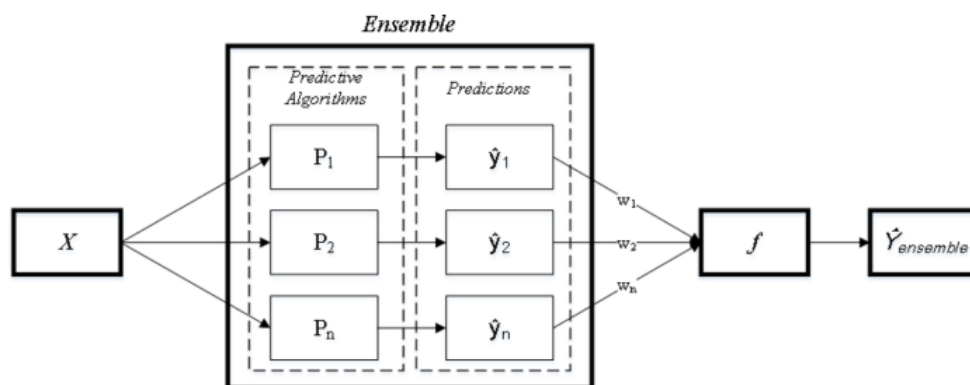 Ensemble
Predictive
Algorithms
Predictions
P₁
ŷ₁
w₁
X
P₂
ŷ₂
w₂
f
Ŷensemble
wₙ
Pₙ
ŷₙ